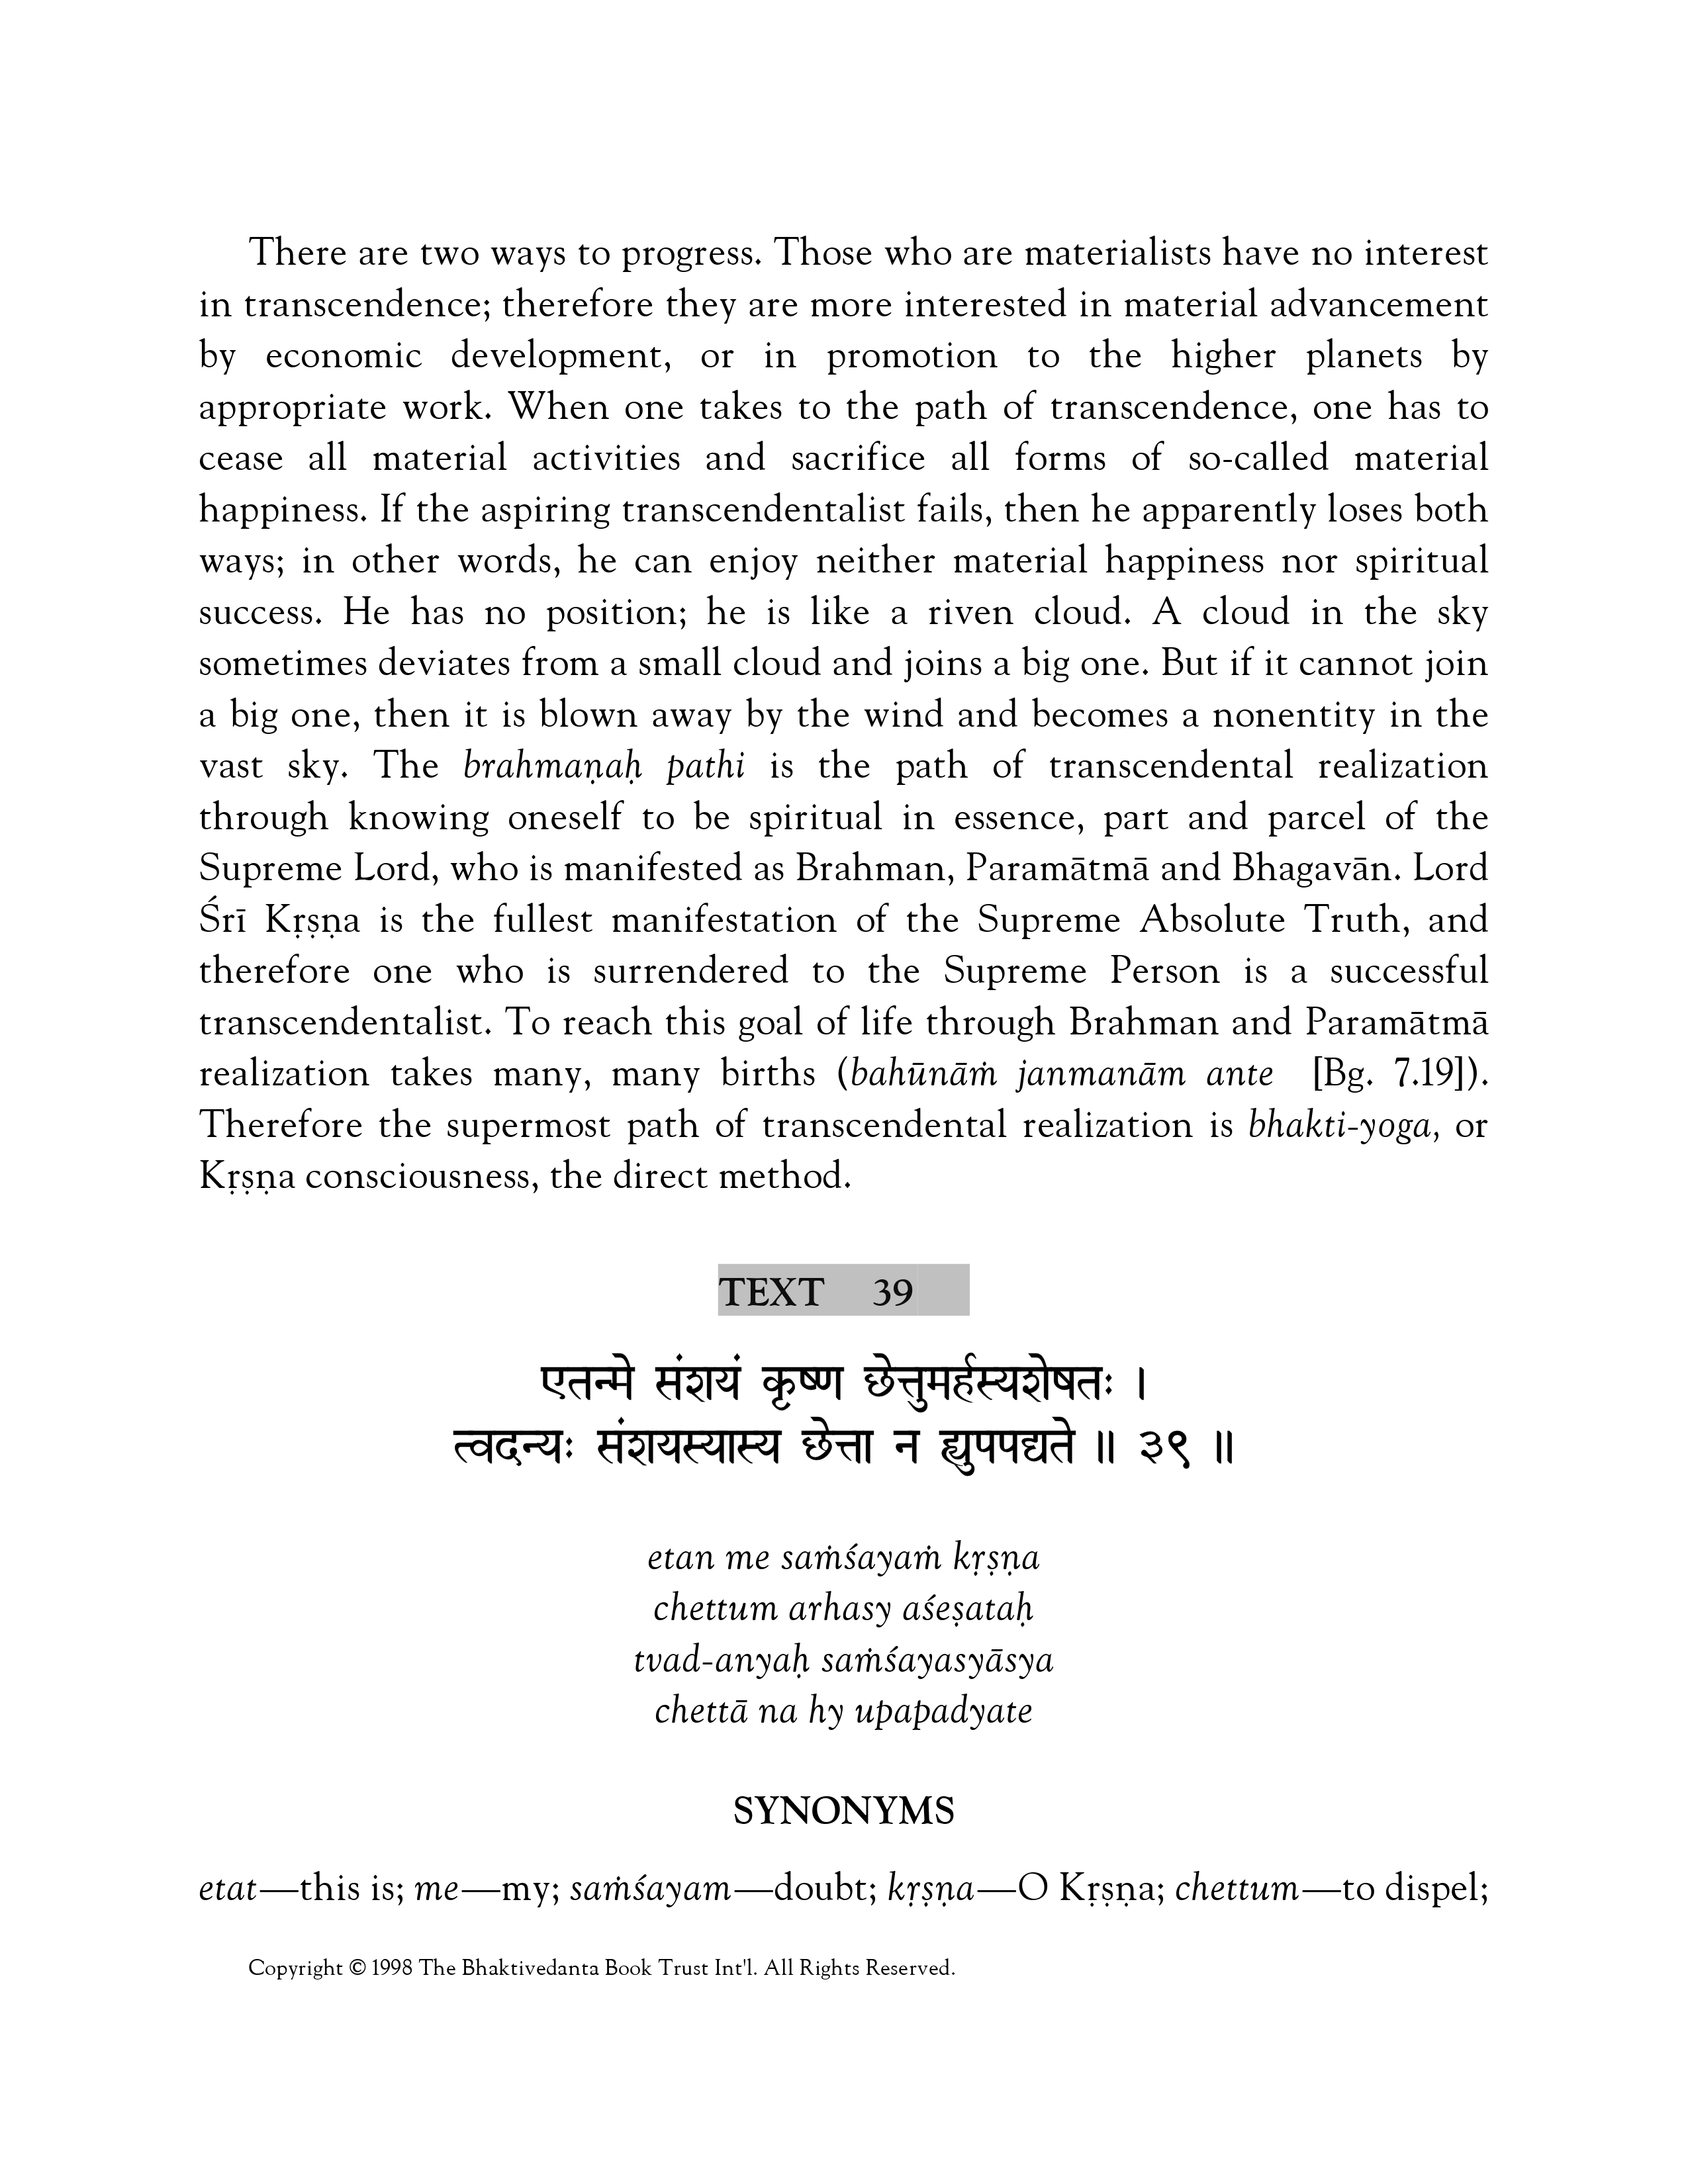 There are two ways to progress. Those who are materialists have no interest
in transcendence; therefore they are more interested in material advancement
by economic development, or in promotion to the higher planets by
appropriate work. When one takes to the path of transcendence, one has to
cease all material activities and sacrifice all forms of so-called material
happiness. If the aspiring transcendentalist fails, then he apparently loses both
ways; in other words, he can enjoy neither material happiness nor spiritual
success. He has no position; he is like a riven cloud. A cloud in the sky
sometimes deviates from a small cloud and joins a big one. But if it cannot join
a big one, then it is blown away by the wind and becomes a nonentity in the
vast sky. The brahmaṇaḥ pathi is the path of transcendental realization
through knowing oneself to be spiritual in essence, part and parcel of the
Supreme Lord, who is manifested as Brahman, Paramātmā and Bhagavān. Lord
Śrī Kṛṣṇa is the fullest manifestation of the Supreme Absolute Truth, and
therefore one who is surrendered to the Supreme Person is a successful
transcendentalist. To reach this goal of life through Brahman and Paramātmā
realization takes many, many births (bahūnāṁ janmanām ante [Bg. 7.19]).
Therefore the supermost path of transcendental realization is bhakti-yoga, or
Kṛṣṇa consciousness, the direct method.
TEXT 39
एतन्मे संशयं कृष्ण छेत्तुमर्हस्यशेषतः ।
त्वदन्यः संशयस्यास्य छेत्ता न ह्युपपद्यते ॥ ३९ ॥
etan me saṁśayaṁ kṛṣṇa
chettum arhasy aśeṣataḥ
tvad-anyaḥ saṁśayasyāsya
chettā na hy upapadyate
SYNONYMS
etat—this is; me—my; saṁśayam—doubt; kṛṣṇa—O Kṛṣṇa; chettum—to dispel;
Copyright © 1998 The Bhaktivedanta Book Trust Int'l. All Rights Reserved.